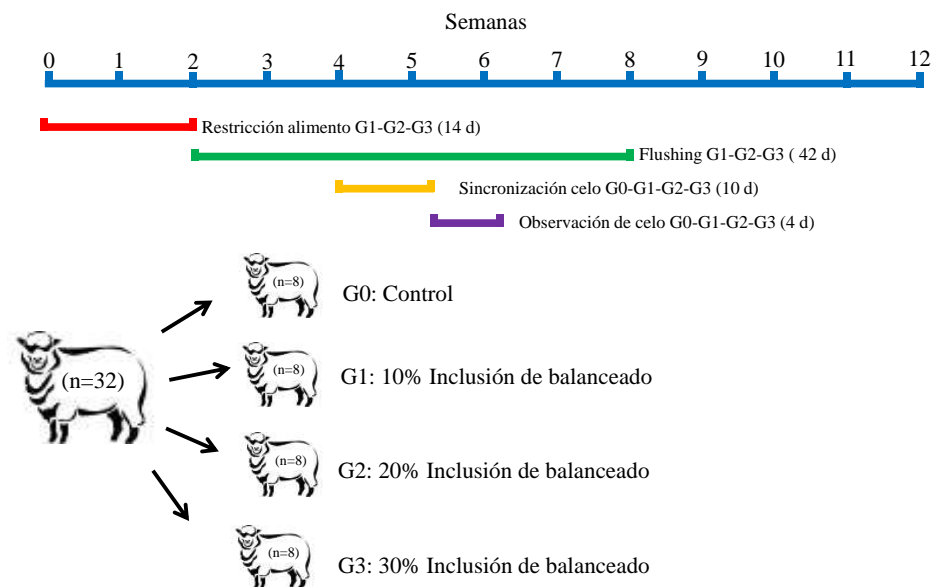 Semanas
0 1 2 3 4 5 6 7 8 9 10 11 12
Restricción alimento G1-G2-G3 (14 d)
Flushing G1-G2-G3 ( 42 d)
Sincronización celo G0-G1-G2-G3 (10 d)
Observación de celo G0-G1-G2-G3 (4 d)
(n=32)
(n=8)
G0: Control
(n=8)
G1: 10% Inclusión de balanceado
(n=8)
G2: 20% Inclusión de balanceado
(n=8)
G3: 30% Inclusión de balanceado